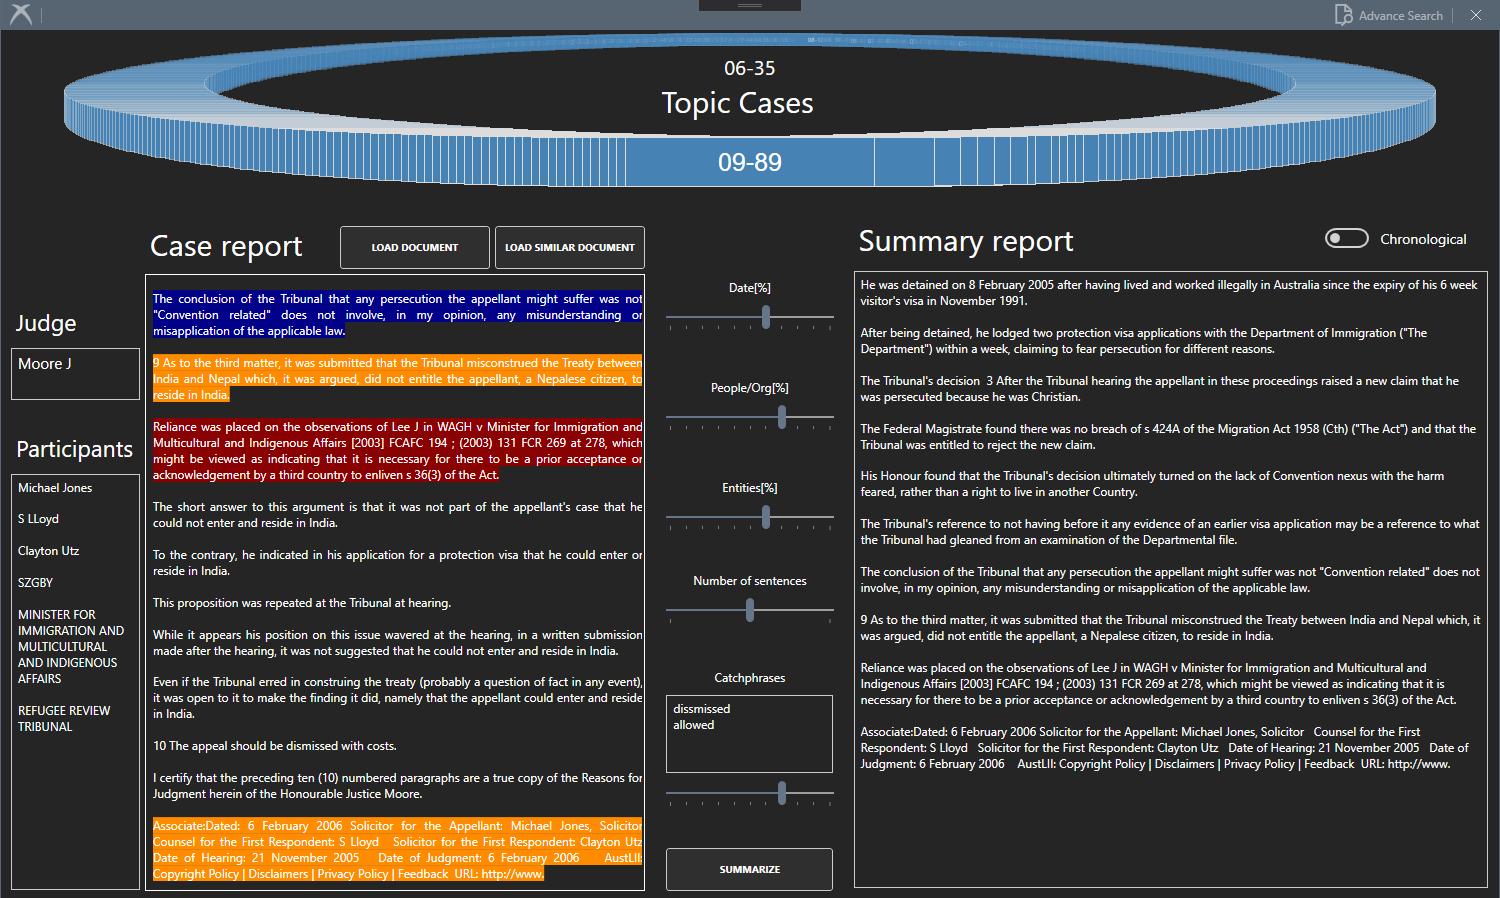 Advance Search
06-35
Topic Cases
09-89
Case report
LOAD DOCUMENT
LOAD SIMILAR DOCUMENT
Judge
Moore J
Participants
Michael Jones
S LLoyd
Clayton Utz
SZGBY
MINISTER FOR
IMMIGRATION AND
MULTICULTURAL
AND INDIGENOUS
AFFAIRS
REFUGEE REVIEW
TRIBUNAL
The conclusion of the Tribunal that any persecution the appellant might suffer was not
"Convention related" does not involve, in my opinion, any misunderstanding or
misapplication of the applicable law.
9 As to the third matter, it was submitted that the Tribunal misconstrued the Treaty between
India and Nepal which, it was argued, did not entitle the appellant, a Nepalese citizen, to
reside in India.
Reliance was placed on the observations of Lee J in WAGH v Minister for Immigration and
Multicultural and Indigenous Affairs [2003] FCAFC 194 ; (2003) 131 FCR 269 at 278, which
might be viewed as indicating that it is necessary for there to be a prior acceptance or
acknowledgement by a third country to enliven s 36(3) of the Act.
The short answer to this argument is that it was not part of the appellant's case that he
could not enter and reside in India.
To the contrary, he indicated in his application for a protection visa that he could enter or
reside in India.
This proposition was repeated at the Tribunal at hearing.
While it appears his position on this issue wavered at the hearing, in a written submission
made after the hearing, it was not suggested that he could not enter and reside in India.
Even if the Tribunal erred in construing the treaty (probably a question of fact in any event),
it was open to it to make the finding it did, namely that the appellant could enter and reside
in India.
10 The appeal should be dismissed with costs.
I certify that the preceding ten (10) numbered paragraphs are a true copy of the Reasons for
Judgment herein of the Honourable Justice Moore.
Associate:Dated: 6 February 2006 Solicitor for the Appellant: Michael Jones, Solicitor
Counsel for the First Respondent: S Lloyd Solicitor for the First Respondent: Clayton Utz
Date of Hearing: 21 November 2005 Date of Judgment: 6 February 2006 AustLII:
Copyright Policy | Disclaimers | Privacy Policy | Feedback URL: http://www.
Date[%]
People/Org[%]
Entities[%]
Number of sentences
Catchphrases
dissmissed
allowed
SUMMARIZE
Summary report
Chronological
He was detained on 8 February 2005 after having lived and worked illegally in Australia since the expiry of his 6 week
visitor's visa in November 1991.
After being detained, he lodged two protection visa applications with the Department of Immigration ("The
Department") within a week, claiming to fear persecution for different reasons.
The Tribunal's decision 3 After the Tribunal hearing the appellant in these proceedings raised a new claim that he
was persecuted because he was Christian.
The Federal Magistrate found there was no breach of s 424A of the Migration Act 1958 (Cth) ("The Act") and that the
Tribunal was entitled to reject the new claim.
His Honour found that the Tribunal's decision ultimately turned on the lack of Convention nexus with the harm
feared, rather than a right to live in another Country.
The Tribunal's reference to not having before it any evidence of an earlier visa application may be a reference to what
the Tribunal had gleaned from an examination of the Departmental file.
The conclusion of the Tribunal that any persecution the appellant might suffer was not "Convention related" does not
involve, in my opinion, any misunderstanding or misapplication of the applicable law.
9 As to the third matter, it was submitted that the Tribunal misconstrued the Treaty between India and Nepal which, it
was argued, did not entitle the appellant, a Nepalese citizen, to reside in India.
Reliance was placed on the observations of Lee J in WAGH v Minister for Immigration and Multicultural and
Indigenous Affairs [2003] FCAFC 194 ; (2003) 131 FCR 269 at 278, which might be viewed as indicating that it is
necessary for there to be a prior acceptance or acknowledgement by a third country to enliven s 36(3) of the Act.
Associate:Dated: 6 February 2006 Solicitor for the Appellant: Michael Jones, Solicitor Counsel for the First
Respondent: S Lloyd Solicitor for the First Respondent: Clayton Utz Date of Hearing: 21 November 2005 Date of
Judgment: 6 February 2006 AustLII: Copyright Policy | Disclaimers | Privacy Policy | Feedback URL: http://www.